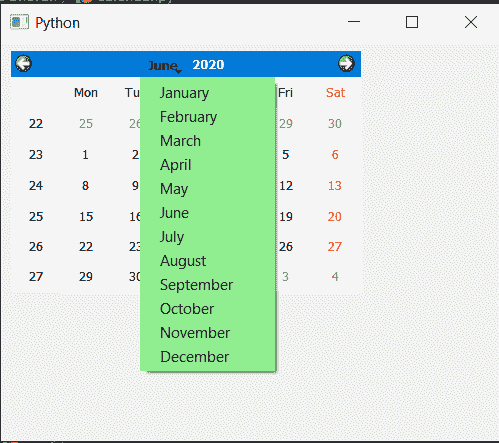 Python
June 2020
Mon Tu Fri Sat
22 25 26 29 30
23 1 2 5 6
24 8 9 12 13
25 15 16 19 20
26 22 23 26 27
27 29 30 3 4
January
February
March
April
May
June
July
August
September
October
November
December